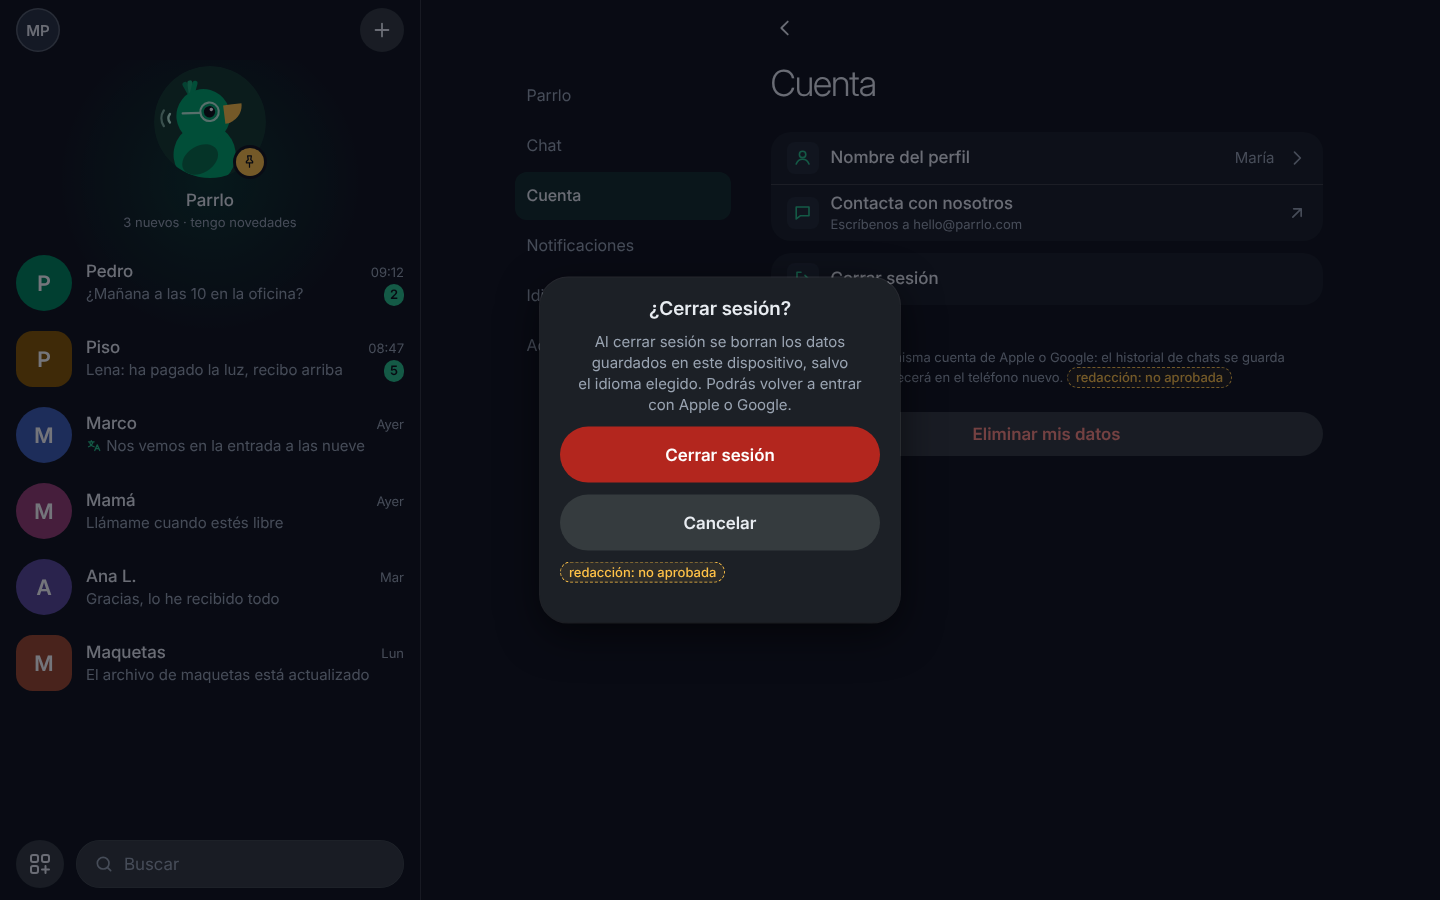 MP
Parrlo
3 nuevos · tengo novedades
P
Pedro
09:12
¿Mañana a las 10 en la oficina?
2
P
Piso
08:47
Lena: ha pagado la luz, recibo arriba
5
M
Marco
Ayer
Nos vemos en la entrada a las nueve
M
Mamá
Ayer
Llámame cuando estés libre
A
Ana L.
Mar
Gracias, lo he recibido todo
M
Maquetas
Lun
El archivo de maquetas está actualizado
Buscar
Parrlo
Chat
Cuenta
Notificaciones
Cuenta
Nombre del perfil
María
Contacta con nosotros
Escríbenos a hello@parrlo.com
Cerrar sesión
cuenta de Apple o Google: el historial de chats se guarda
en el teléfono nuevo.
redacción: no aprobada
Eliminar mis datos
¿Cerrar sesión?
Al cerrar sesión se borran los datos
guardados en este dispositivo, salvo
el idioma elegido. Podrás volver a entrar
con Apple o Google.
Cerrar sesión
Cancelar
redacción: no aprobada